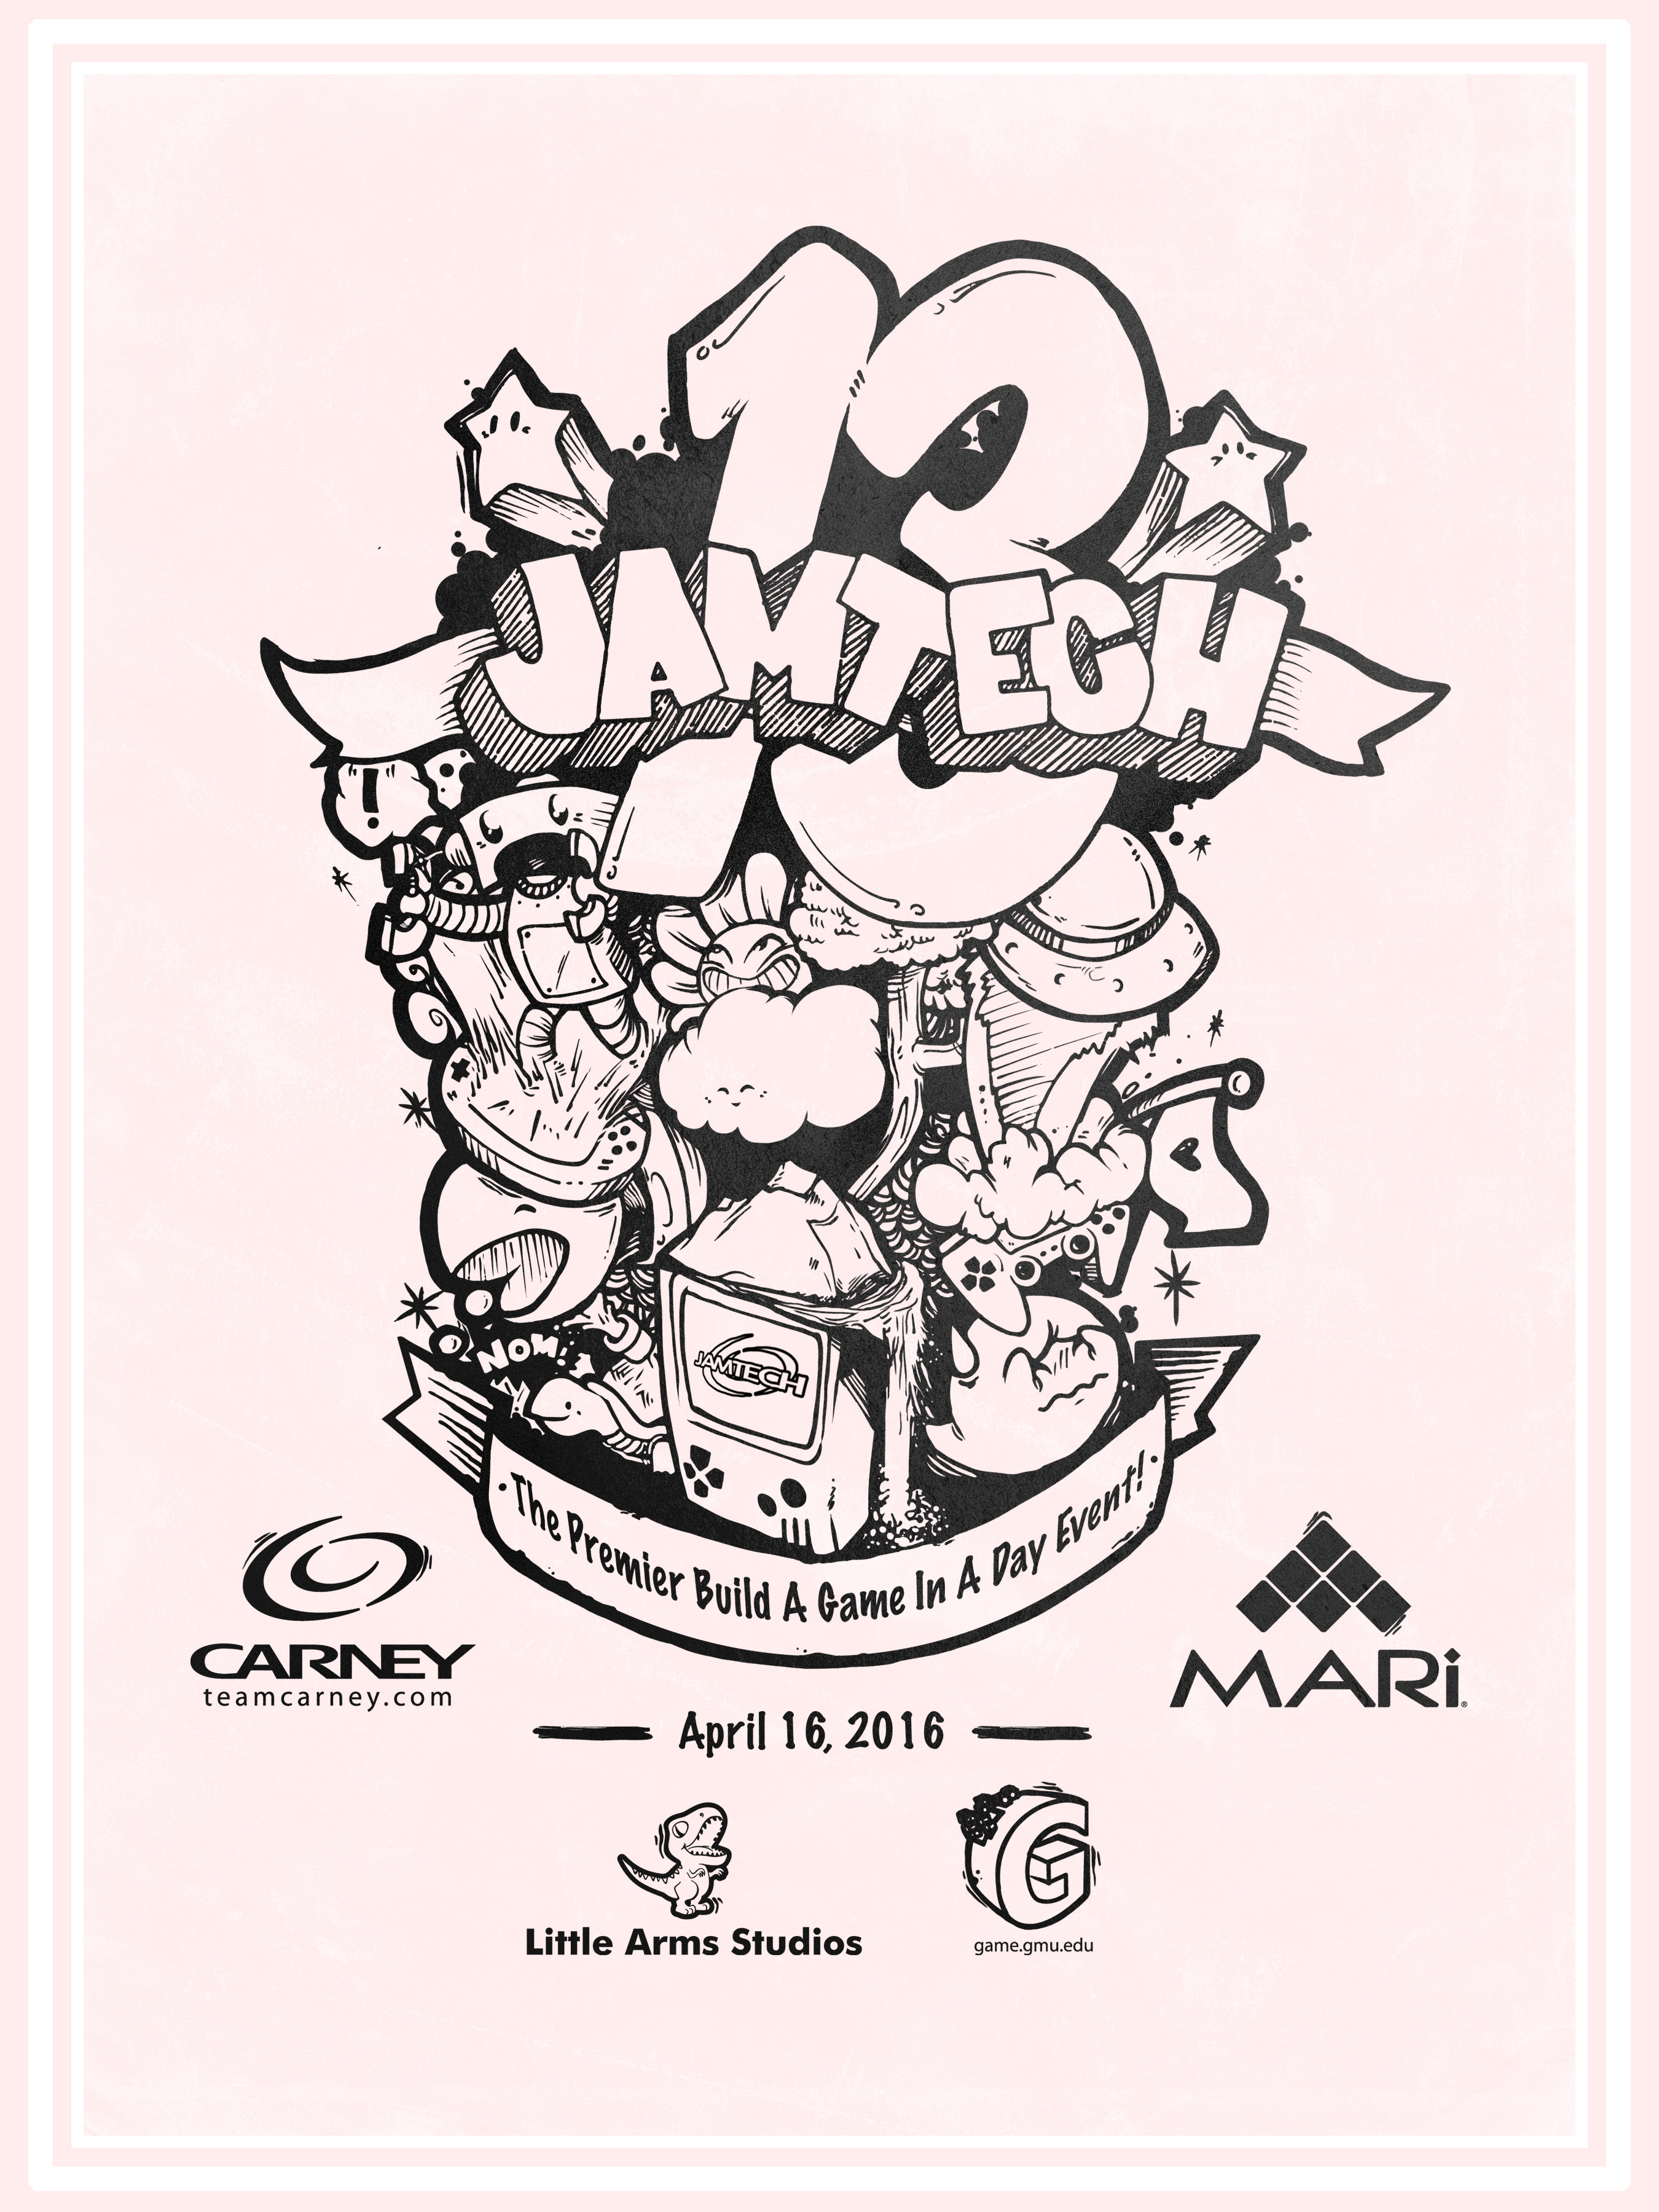 13
JAMTECH
!
NOM!
JAMTECH
The Premier Build A Game In A Day Event!
CARNEY
teamcarney.com
MARi®
April 16, 2016
Little Arms Studios
G
game.gmu.edu